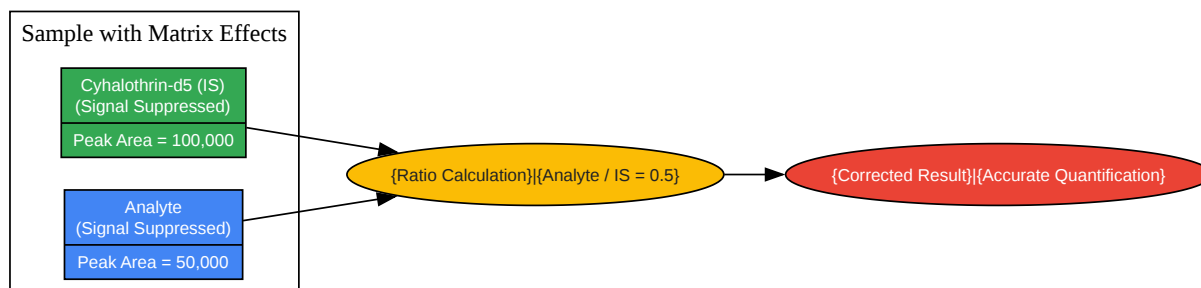 Sample with Matrix Effects
Cyhalothrin-d5 (IS)
(Signal Suppressed)
Peak Area = 100,000
Analyte
(Signal Suppressed)
Peak Area = 50,000
{Ratio Calculation}|{Analyte / IS = 0.5}
{Corrected Result}|{Accurate Quantification}